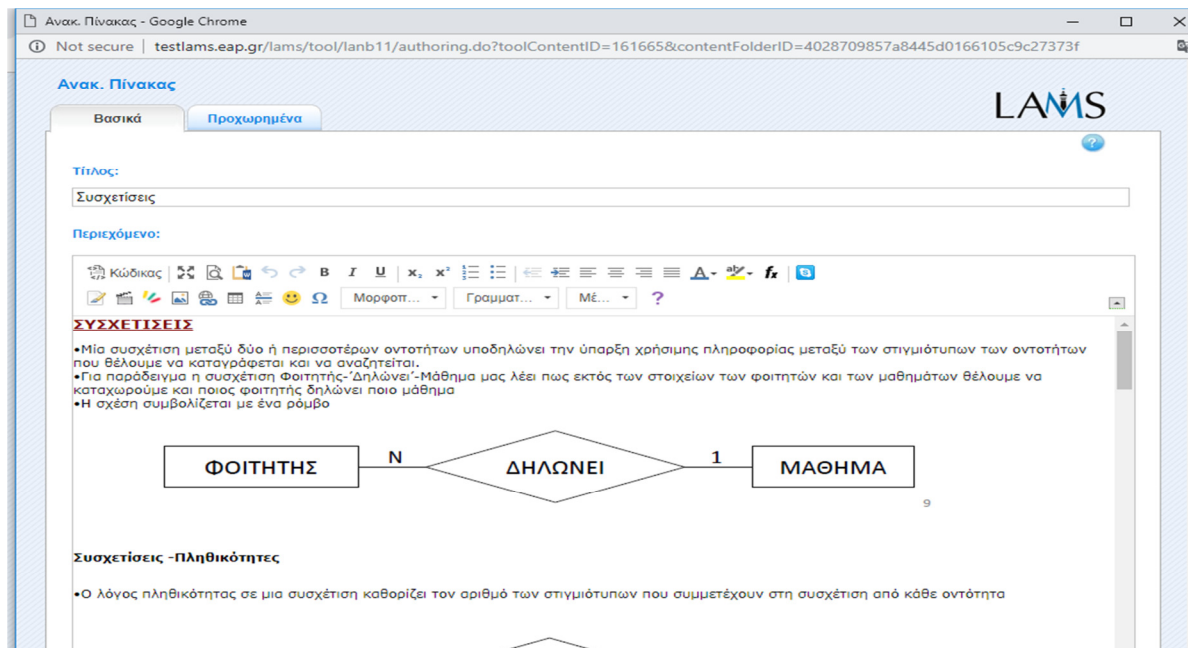 Ανακ. Πίνακας - Google Chrome
Not secure | testlams.eap.gr/lams/tool/lanb11/authoring.do?toolContentID=161665&contentFolderID=4028709857a8445d0166105c9c27373f
Ανακ. Πίνακας
LAMS
Βασικά Προχωρημένα
?
Τίτλος:
Συσχετίσεις
Περιεχόμενο:
Κώδικας B I U x₂ x² A ab fx S
Ω Μορφοπ... Γραμματ... Μέ... ?
ΣΥΣΧΕΤΙΣΕΙΣ
•Μία συσχέτιση μεταξύ δύο ή περισσοτέρων οντοτήτων υποδηλώνει την ύπαρξη χρήσιμης πληροφορίας μεταξύ των στιγμιότυπων των οντοτήτων
που θέλουμε να καταγράφεται και να αναζητείται.
•Για παράδειγμα η συσχέτιση Φοιτητής-‘Δηλώνει’-Μάθημα μας λέει πως εκτός των στοιχείων των φοιτητών και των μαθημάτων θέλουμε να
καταχωρούμε και ποιος φοιτητής δηλώνει ποιο μάθημα
•Η σχέση συμβολίζεται με ένα ρόμβο
ΦΟΙΤΗΤΗΣ N ΔΗΛΩΝΕΙ 1 ΜΑΘΗΜΑ
9
Συσχετίσεις -Πληθικότητες
•Ο λόγος πληθικότητας σε μια συσχέτιση καθορίζει τον αριθμό των στιγμιότυπων που συμμετέχουν στη συσχέτιση από κάθε οντότητα